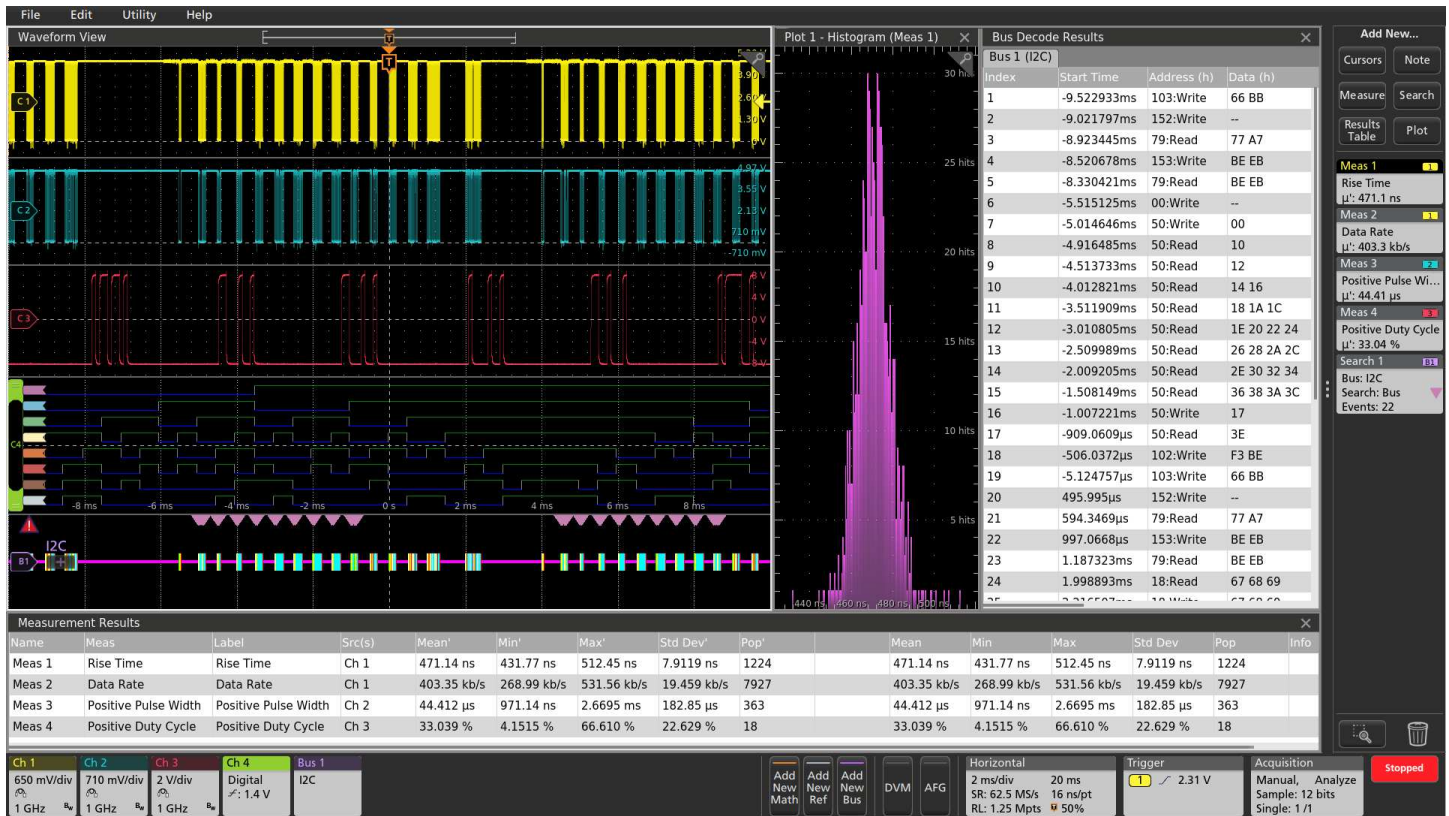 File Edit Utility Help
Waveform View
Plot 1 - Histogram (Meas 1)
Bus Decode Results
Add New...
Cursors Note
Measure Search
Results Table Plot
T
T
C1
3.90
2.60
1.30 V
0 V
C2
4.97 V
3.55 V
2.13 V
710 mV
-710 mV
C3
8 V
4 V
0 V
-4 V
-8 V
C4
-8 ms -6 ms -4 ms -2 ms 0 s 2 ms 4 ms 6 ms 8 ms
I2C
B1
30 hits
25 hits
20 hits
15 hits
10 hits
5 hits
440 ns 460 ns 480 ns 500 ns
Bus 1 (I2C)
Index Start Time Address (h) Data (h)
1 -9.522933ms 103:Write 66 BB
2 -9.021797ms 152:Write --
3 -8.923445ms 79:Read 77 A7
4 -8.520678ms 153:Write BE EB
5 -8.330421ms 79:Read BE EB
6 -5.515125ms 00:Write --
7 -5.014646ms 50:Write 00
8 -4.916485ms 50:Read 10
9 -4.513733ms 50:Read 12
10 -4.012821ms 50:Read 14 16
11 -3.511909ms 50:Read 18 1A 1C
12 -3.010805ms 50:Read 1E 20 22 24
13 -2.509989ms 50:Read 26 28 2A 2C
14 -2.009205ms 50:Read 2E 30 32 34
15 -1.508149ms 50:Read 36 38 3A 3C
16 -1.007221ms 50:Write 17
17 -909.0609µs 50:Read 3E
18 -506.0372µs 102:Write F3 BE
19 -5.124757µs 103:Write 66 BB
20 495.995µs 152:Write --
21 594.3469µs 79:Read 77 A7
22 997.0668µs 153:Write BE EB
23 1.187323ms 79:Read BE EB
24 1.998893ms 18:Read 67 68 69
Meas 1 1
Rise Time
µ': 471.1 ns
Meas 2 1
Data Rate
µ': 403.3 kb/s
Meas 3 2
Positive Pulse Wi...
µ': 44.41 µs
Meas 4 3
Positive Duty Cycle
µ': 33.04 %
Search 1 B1
Bus: I2C
Search: Bus
Events: 22
Measurement Results
Name Meas Label Src(s) Mean' Min' Max' Std Dev' Pop' Mean Min Max Std Dev Pop Info
Meas 1 Rise Time Rise Time Ch 1 471.14 ns 431.77 ns 512.45 ns 7.9119 ns 1224 471.14 ns 431.77 ns 512.45 ns 7.9119 ns 1224
Meas 2 Data Rate Data Rate Ch 1 403.35 kb/s 268.99 kb/s 531.56 kb/s 19.459 kb/s 7927 403.35 kb/s 268.99 kb/s 531.56 kb/s 19.459 kb/s 7927
Meas 3 Positive Pulse Width Positive Pulse Width Ch 2 44.412 µs 971.14 ns 2.6695 ms 182.85 µs 363 44.412 µs 971.14 ns 2.6695 ms 182.85 µs 363
Meas 4 Positive Duty Cycle Positive Duty Cycle Ch 3 33.039 % 4.1515 % 66.610 % 22.629 % 18 33.039 % 4.1515 % 66.610 % 22.629 % 18
Ch 1
650 mV/div
1 GHz Bw
Ch 2
710 mV/div
1 GHz Bw
Ch 3
2 V/div
1 GHz Bw
Ch 4
Digital
: 1.4 V
Bus 1
I2C
Add New Math
Add New Ref
Add New Bus
DVM
AFG
Horizontal
2 ms/div 20 ms
SR: 62.5 MS/s 16 ns/pt
RL: 1.25 Mpts 50%
Trigger
1 2.31 V
Acquisition
Manual, Analyze
Sample: 12 bits
Single: 1 /1
Stopped